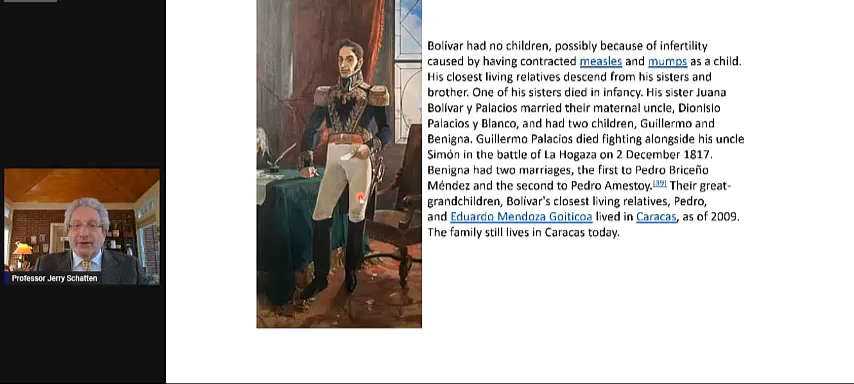 Bolívar had no children, possibly because of infertility
caused by having contracted measles and mumps as a child.
His closest living relatives descend from his sisters and
brother. One of his sisters died in infancy. His sister Juana
Bolívar y Palacios married their maternal uncle, Dionisio
Palacios y Blanco, and had two children, Guillermo and
Benigna. Guillermo Palacios died fighting alongside his uncle
Simón in the battle of La Hogaza on 2 December 1817.
Benigna had two marriages, the first to Pedro Briceño
Méndez and the second to Pedro Amestoy.[39] Their great-
grandchildren, Bolívar's closest living relatives, Pedro,
and Eduardo Mendoza Goiticoa lived in Caracas, as of 2009.
The family still lives in Caracas today.
Professor Jerry Schatten